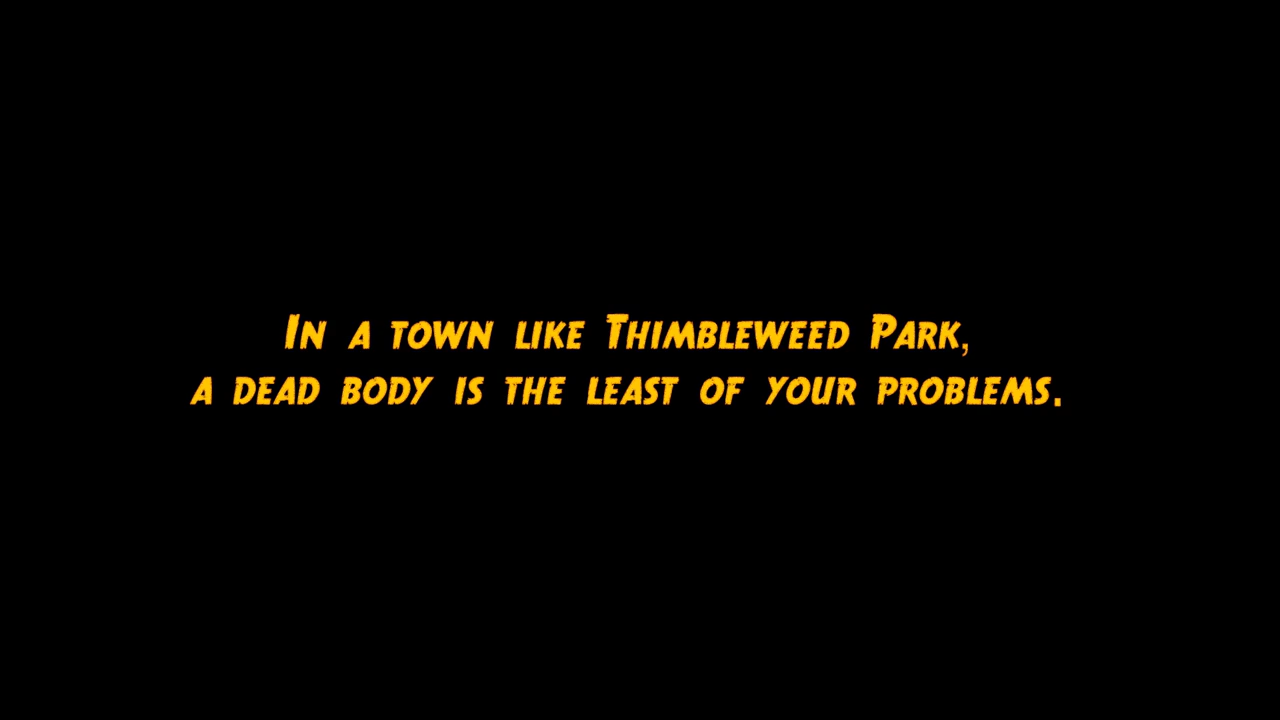 In a town like Thimbleweed Park,
a dead body is the least of your problems.